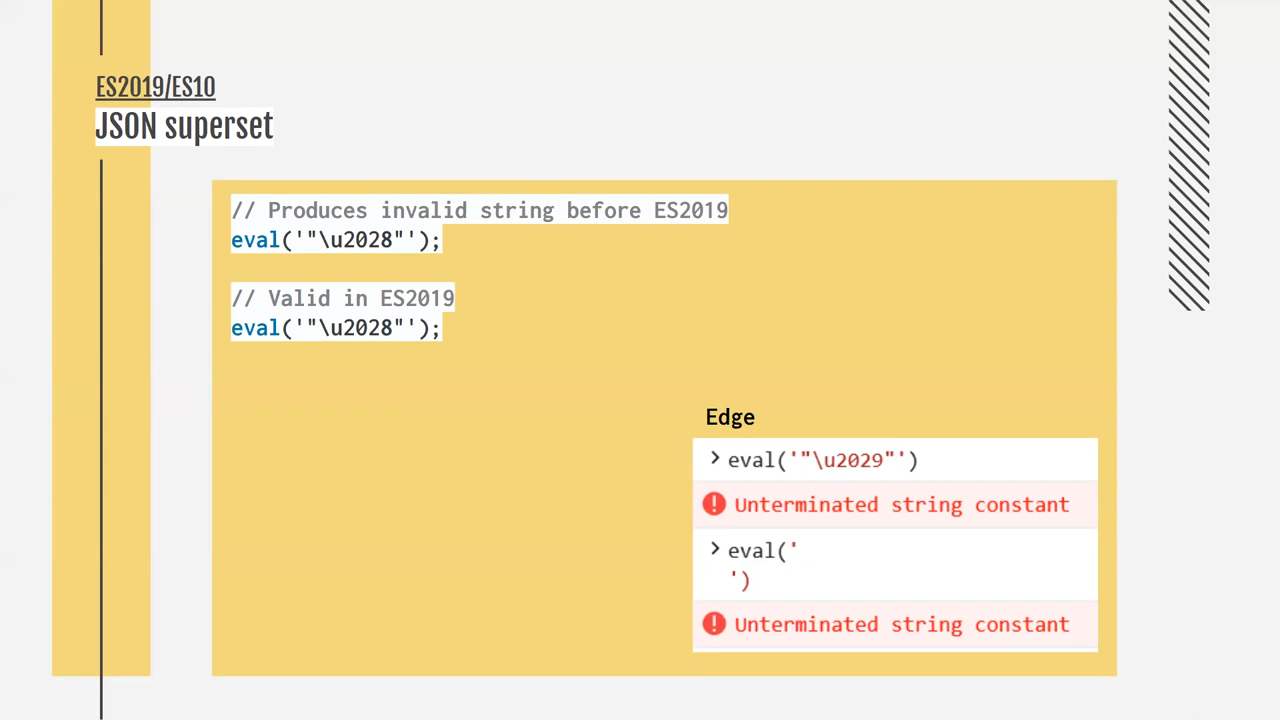 ES2019/ES10
JSON superset
// Produces invalid string before ES2019
eval('"\u2028"');
// Valid in ES2019
eval('"\u2028"');
Edge
> eval('"\u2029"')
! Unterminated string constant
> eval('
')
! Unterminated string constant